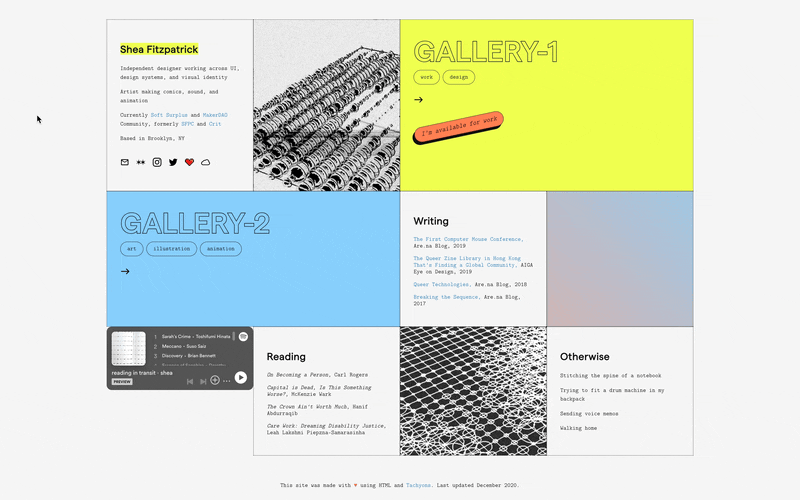 Shea Fitzpatrick
Independent designer working across UI,
design systems, and visual identity
Artist making comics, sound, and
animation
Currently Soft Surplus and MakerDAO
Community, formerly SFPC and Crit
Based in Brooklyn, NY
GALLERY-1
work
design
I'm available for work
GALLERY-2
art
illustration
animation
Writing
The First Computer Mouse Conference,
Are.na Blog, 2019
The Queer Zine Library in Hong Kong
That's Finding a Global Community, AIGA
Eye on Design, 2019
Queer Technologies, Are.na Blog, 2018
Breaking the Sequence, Are.na Blog,
2017
1 Sarah's Crime - Toshifumi Hinata
2 Meccano - Suso Saiz
3 Discovery - Brian Bennett
reading in transit · shea
PREVIEW
Reading
On Becoming a Person, Carl Rogers
Capital is Dead, Is This Something
Worse?, McKenzie Wark
The Crown Ain't Worth Much, Hanif
Abdurraqib
Care Work: Dreaming Disability Justice,
Leah Lakshmi Piepzna-Samarasinha
Otherwise
Stitching the spine of a notebook
Trying to fit a drum machine in my
backpack
Sending voice memos
Walking home
This site was made with ♥ using HTML and Tachyons. Last updated December 2020.